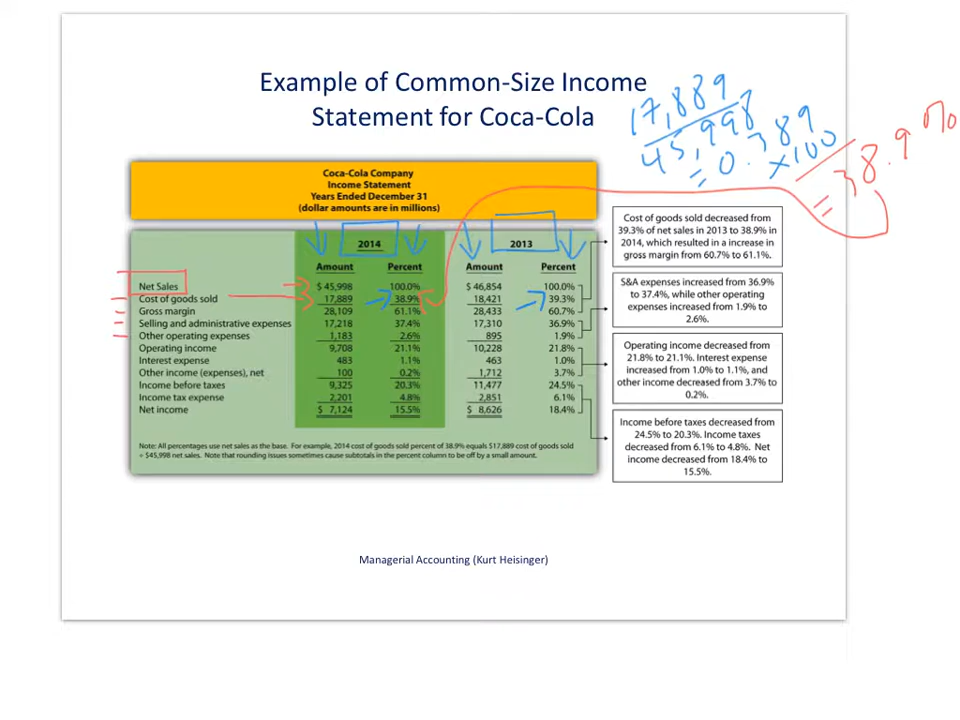 Example of Common-Size Income
Statement for Coca-Cola
17,889
45,998
= 0.389
×100
= 38.9 %
Coca-Cola Company
Income Statement
Years Ended December 31
(dollar amounts are in millions)
2014 2013
Amount Percent Amount Percent
Net Sales $ 45,998 100.0% $ 46,854 100.0%
Cost of goods sold 17,889 38.9% 18,421 39.3%
Gross margin 28,109 61.1% 28,433 60.7%
Selling and administrative expenses 17,218 37.4% 17,310 36.9%
Other operating expenses 1,183 2.6% 895 1.9%
Operating income 9,708 21.1% 10,228 21.8%
Interest expense 483 1.1% 463 1.0%
Other income (expenses), net 100 0.2% 1,712 3.7%
Income before taxes 9,325 20.3% 11,477 24.5%
Income tax expense 2,201 4.8% 2,851 6.1%
Net income $ 7,124 15.5% $ 8,626 18.4%
Note: All percentages use net sales as the base. For example, 2014 cost of goods sold percent of 38.9% equals $17,889 cost of goods sold
÷ $45,998 net sales. Note that rounding issues sometimes cause subtotals in the percent column to be off by a small amount.
Cost of goods sold decreased from
39.3% of net sales in 2013 to 38.9% in
2014, which resulted in a increase in
gross margin from 60.7% to 61.1%.
S&A expenses increased from 36.9%
to 37.4%, while other operating
expenses increased from 1.9% to
2.6%.
Operating income decreased from
21.8% to 21.1%. Interest expense
increased from 1.0% to 1.1%, and
other income decreased from 3.7% to
0.2%.
Income before taxes decreased from
24.5% to 20.3%. Income taxes
decreased from 6.1% to 4.8%. Net
income decreased from 18.4% to
15.5%.
Managerial Accounting (Kurt Heisinger)